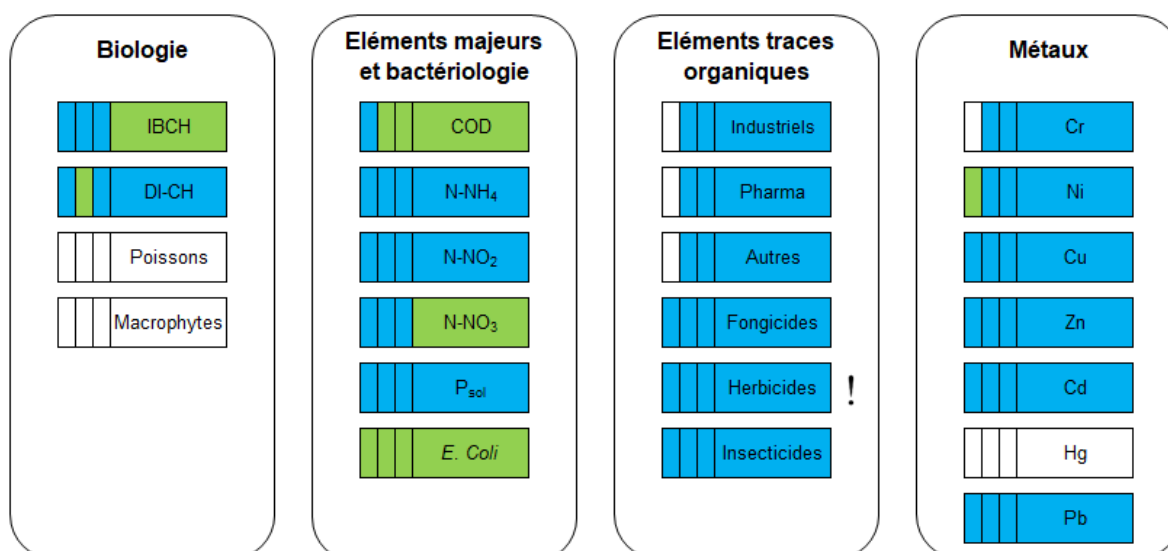 Biologie
IBCH
DI-CH
Poissons
Macrophytes
Eléments majeurs
et bactériologie
COD
N-NH₄
N-NO₂
N-NO₃
Psol
E. Coli
Eléments traces
organiques
Industriels
Pharma
Autres
Fongicides
Herbicides !
Insecticides
Métaux
Cr
Ni
Cu
Zn
Cd
Hg
Pb